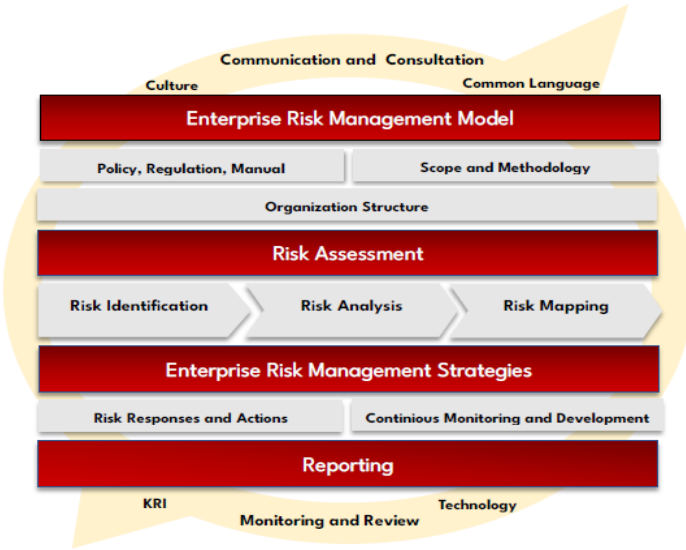 Communication and Consultation
Culture
Common Language
Enterprise Risk Management Model
Policy, Regulation, Manual
Scope and Methodology
Organization Structure
Risk Assessment
Risk Identification
Risk Analysis
Risk Mapping
Enterprise Risk Management Strategies
Risk Responses and Actions
Continious Monitoring and Development
Reporting
KRI
Technology
Monitoring and Review